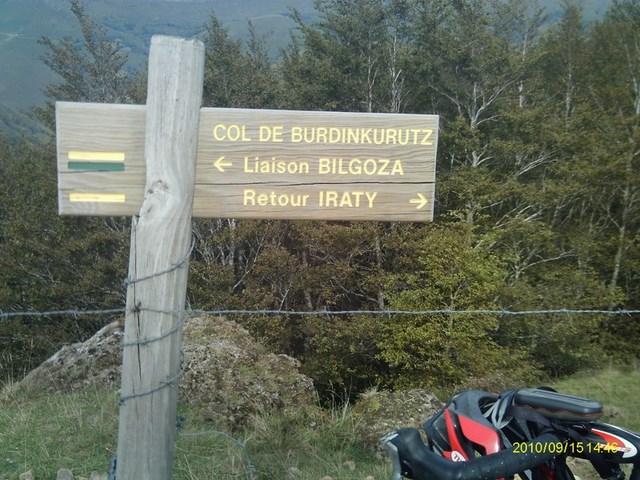 COL DE BURDINKURUTZ
← Liaison BILGOZA
Retour IRATY →
2010/09/15 14:46